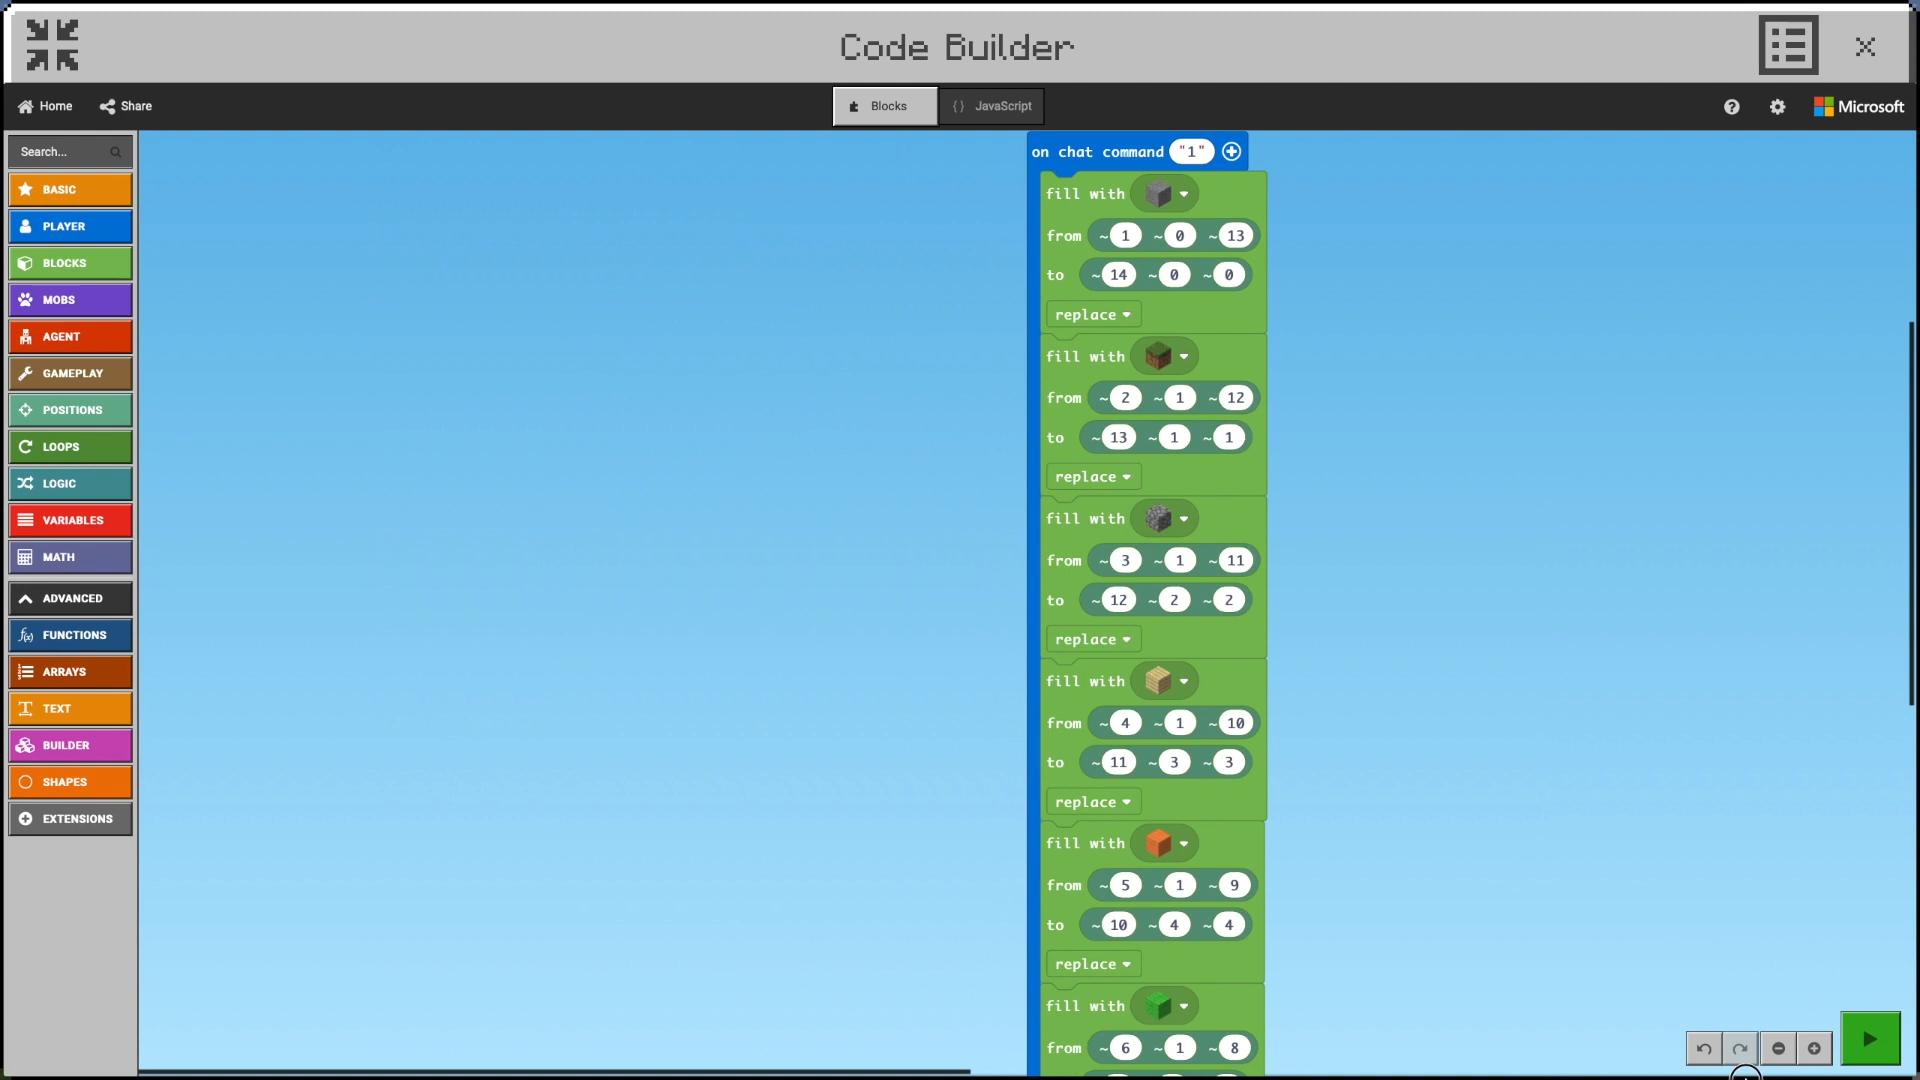 Code Builder
Home
Share
Blocks
{ } JavaScript
Microsoft
Search...
BASIC
PLAYER
BLOCKS
MOBS
AGENT
GAMEPLAY
POSITIONS
LOOPS
LOGIC
VARIABLES
MATH
ADVANCED
f(x) FUNCTIONS
ARRAYS
TEXT
BUILDER
SHAPES
EXTENSIONS
on chat command "1"
fill with
from ~1 ~0 ~13
to ~14 ~0 ~0
replace
fill with
from ~2 ~1 ~12
to ~13 ~1 ~1
replace
fill with
from ~3 ~1 ~11
to ~12 ~2 ~2
replace
fill with
from ~4 ~1 ~10
to ~11 ~3 ~3
replace
fill with
from ~5 ~1 ~9
to ~10 ~4 ~4
replace
fill with
from ~6 ~1 ~8